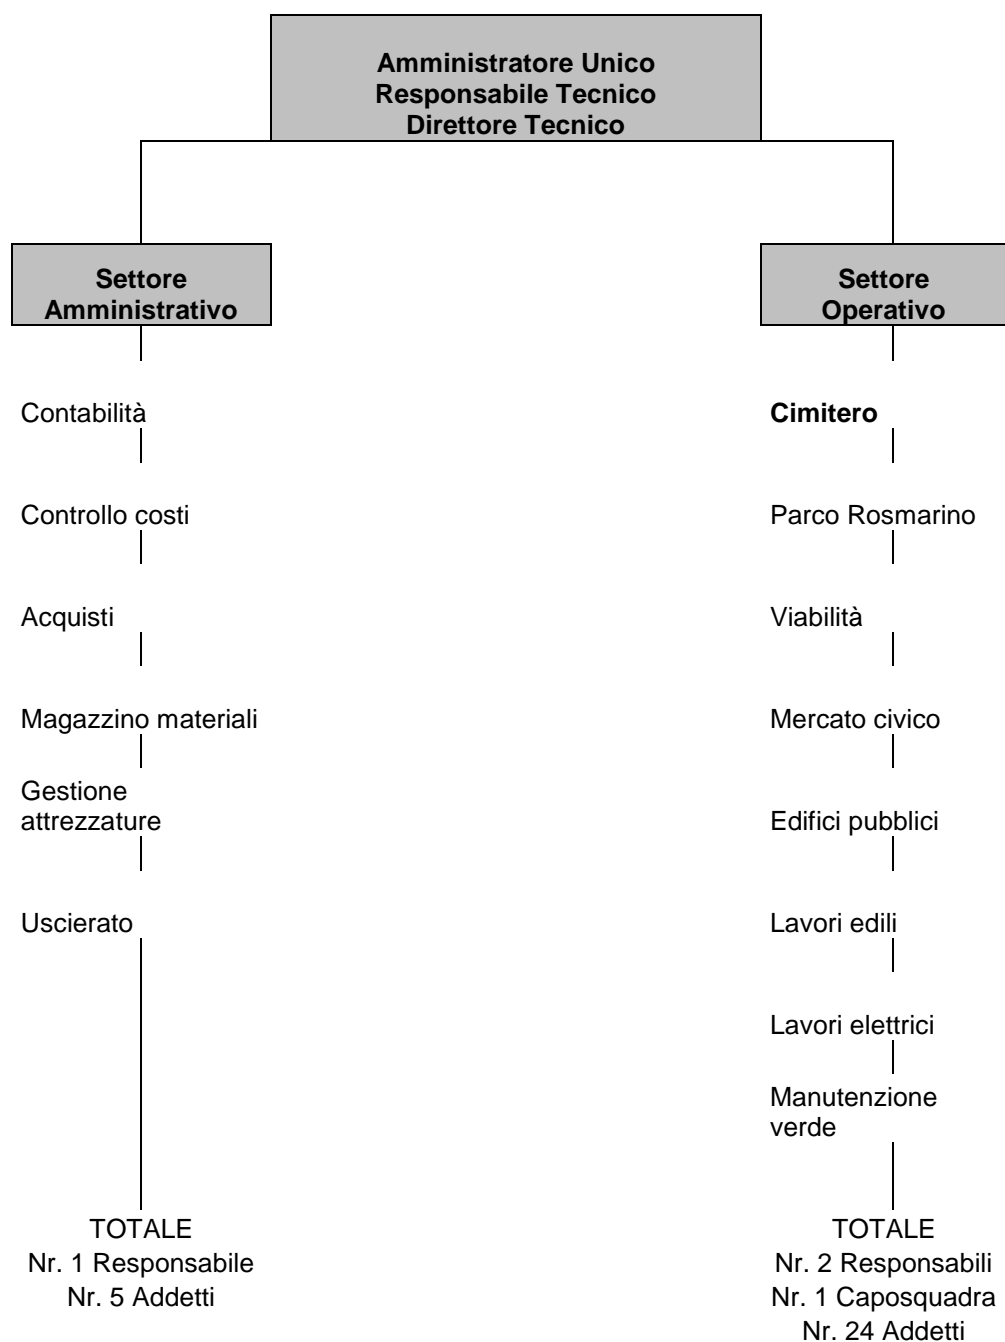 Amministratore Unico
Responsabile Tecnico
Direttore Tecnico
Settore
Amministrativo
Contabilità
Controllo costi
Acquisti
Magazzino materiali
Gestione
attrezzature
Uscierato
TOTALE
Nr. 1 Responsabile
Nr. 5 Addetti
Settore
Operativo
Cimitero
Parco Rosmarino
Viabilità
Mercato civico
Edifici pubblici
Lavori edili
Lavori elettrici
Manutenzione
verde
TOTALE
Nr. 2 Responsabili
Nr. 1 Caposquadra
Nr. 24 Addetti